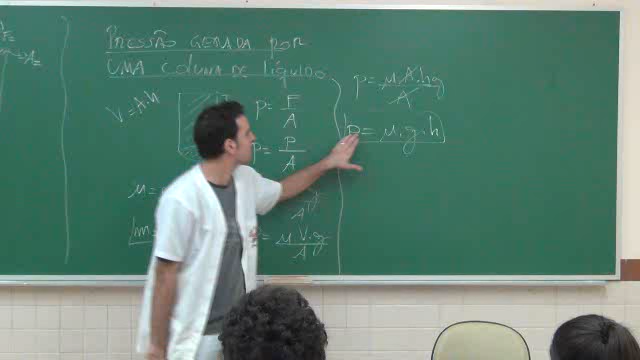 PRESSÃO GERADA POR
UMA COLUNA DE LÍQUIDO
V = A.h
p = F
A
p = P
A
μ =
= μ.V.g
A
p = μ.A.h.g
A
p = μ.g.h